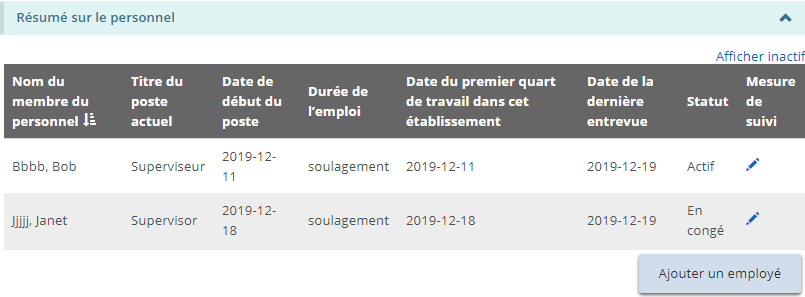 Résumé sur le personnel
Afficher inactif
Nom du membre du personnel
Titre du poste actuel
Date de début du poste
Durée de l'emploi
Date du premier quart de travail dans cet établissement
Date de la dernière entrevue
Statut
Mesure de suivi
Bbbb, Bob
Superviseur
2019-12-11
soulagement
2019-12-11
2019-12-19
Actif
Jjjjj, Janet
Supervisor
2019-12-18
soulagement
2019-12-18
2019-12-19
En congé
Ajouter un employé